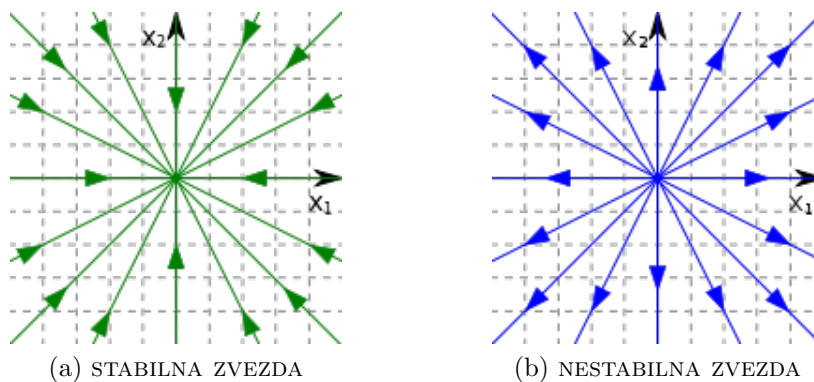 x₂
x₁
x₂
x₁
(a) STABILNA ZVEZDA
(b) NESTABILNA ZVEZDA